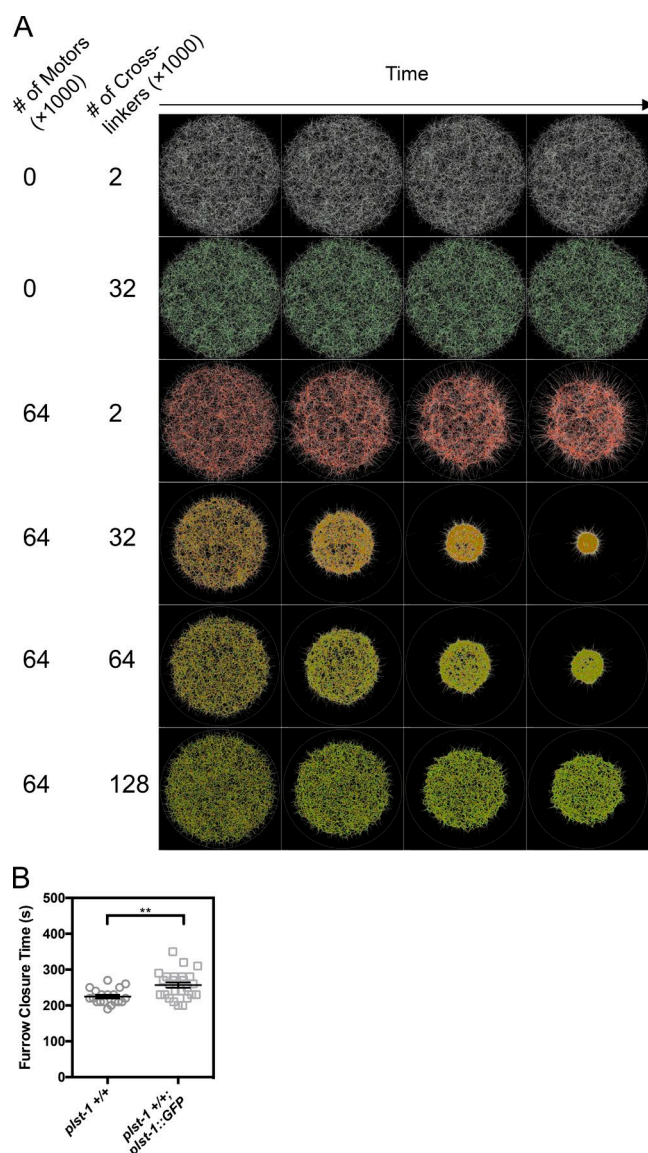 A
# of Motors
(×1000)
# of Cross-
linkers (×1000)
Time
0 2
0 32
64 2
64 32
64 64
64 128
B
Furrow Closure Time (s)
500
400
300
200
100
0
**
plst-1 +/+
plst-1 +/+;
plst-1::GFP